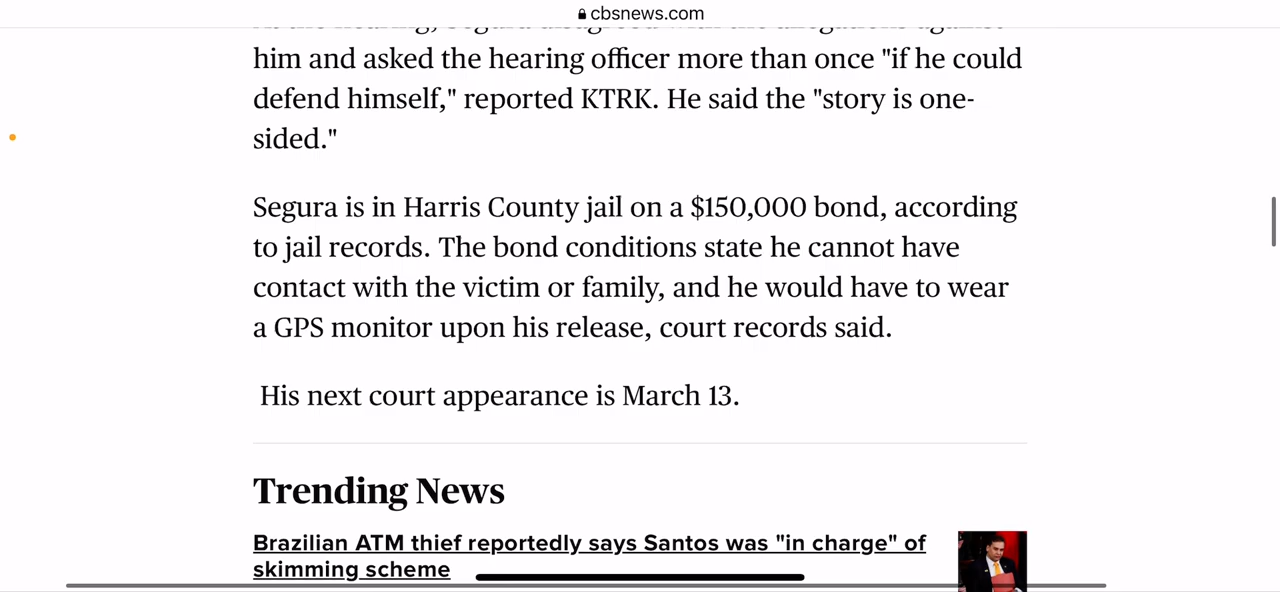 cbsnews.com
him and asked the hearing officer more than once "if he could
defend himself," reported KTRK. He said the "story is one-
sided."
Segura is in Harris County jail on a $150,000 bond, according
to jail records. The bond conditions state he cannot have
contact with the victim or family, and he would have to wear
a GPS monitor upon his release, court records said.
His next court appearance is March 13.
Trending News
Brazilian ATM thief reportedly says Santos was "in charge" of
skimming scheme